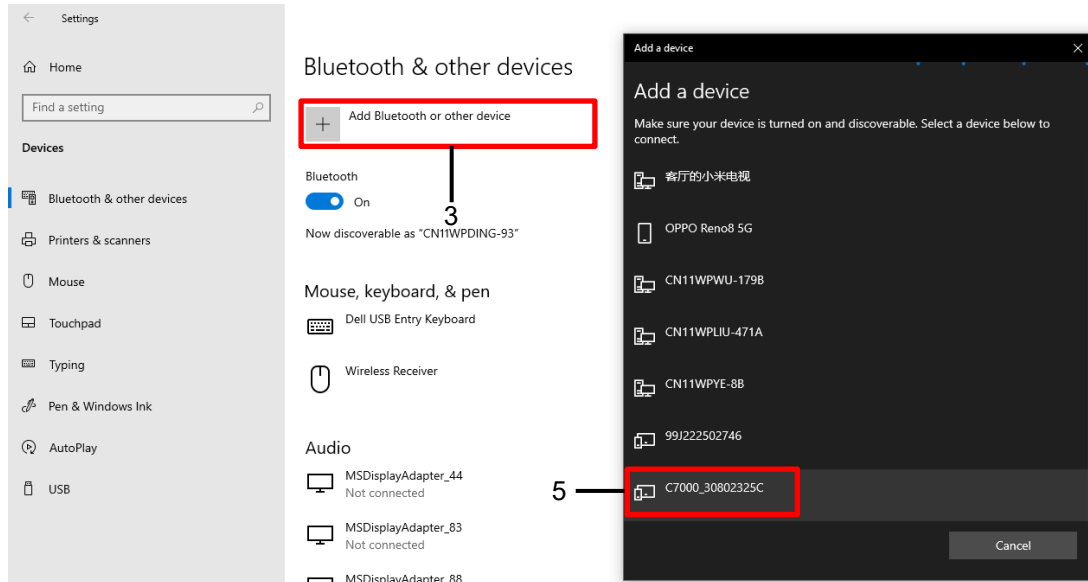 Settings
Home
Find a setting
Devices
Bluetooth & other devices
Printers & scanners
Mouse
Touchpad
Typing
Pen & Windows Ink
AutoPlay
USB
Bluetooth & other devices
Add Bluetooth or other device
3
Bluetooth
On
Now discoverable as "CN11WPDING-93"
Mouse, keyboard, & pen
Dell USB Entry Keyboard
Wireless Receiver
Audio
MSDisplayAdapter_44
Not connected
MSDisplayAdapter_83
Not connected
MSDisplayAdapter_88
Add a device
Add a device
Make sure your device is turned on and discoverable. Select a device below to
connect.
客厅的小米电视
OPPO Reno8 5G
CN11WPWU-179B
CN11WPLIU-471A
CN11WPYE-8B
99J222502746
5
C7000_30802325C
Cancel